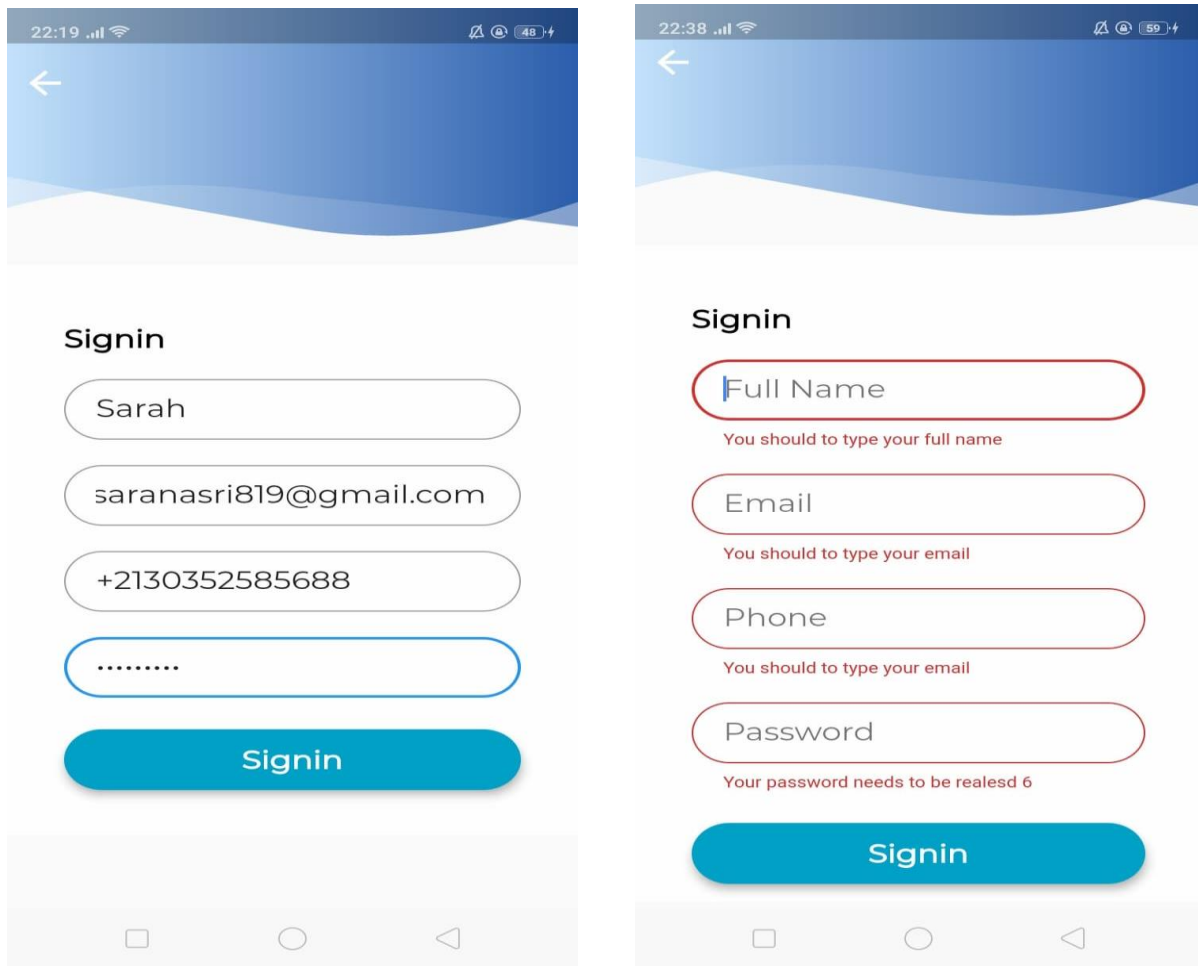 22:19
48
Signin
Sarah
saranasri819@gmail.com
+2130352585688
.........
Signin
22:38
59
Signin
Full Name
You should to type your full name
Email
You should to type your email
Phone
You should to type your email
Password
Your password needs to be realesd 6
Signin